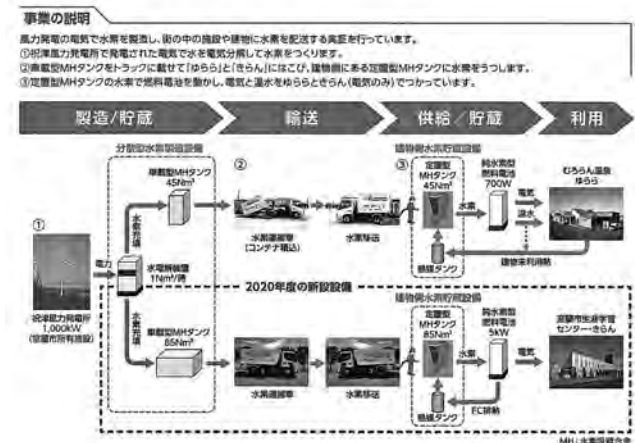 事業の説明
風力発電の電気で水素を製造し、街の中の施設や建物に水素を配送する実証を行っています。
①祝津風力発電所で発電された電気で水を電気分解して水素をつくります。
②車載型MHタンクをトラックに載せて「ゆらら」と「きらん」にはこび、建物側にある定置型MHタンクに水素をうつします。
③定置型MHタンクの水素で燃料電池を動かし、電気と温水をゆららときらん(電気のみ)でつかっています。
製造/貯蔵
輸送
供給/貯蔵
利用
分散型水素製造設備
車載型MHタンク
45Nm³
②
水素運搬車
(コンテナ積込)
水素移送
建物側水素貯蔵設備
③
定置型
MHタンク
45Nm³
水素
純水素型
燃料電池
700W
電気
温水
むろらん温泉
ゆらら
建物未利用熱
熱媒タンク
①
祝津風力発電所
1,000kW
(室蘭市所有施設)
電力
水素充填
水電解装置
1Nm³/時
水素充填
2020年度の新設設備
車載型MHタンク
85Nm³
水素運搬車
水素移送
建物側水素貯蔵設備
定置型
MHタンク
85Nm³
水素
純水素型
燃料電池
5kW
電気
室蘭市生涯学習
センター・きらん
FC排熱
熱媒タンク
MH:水素吸蔵合金